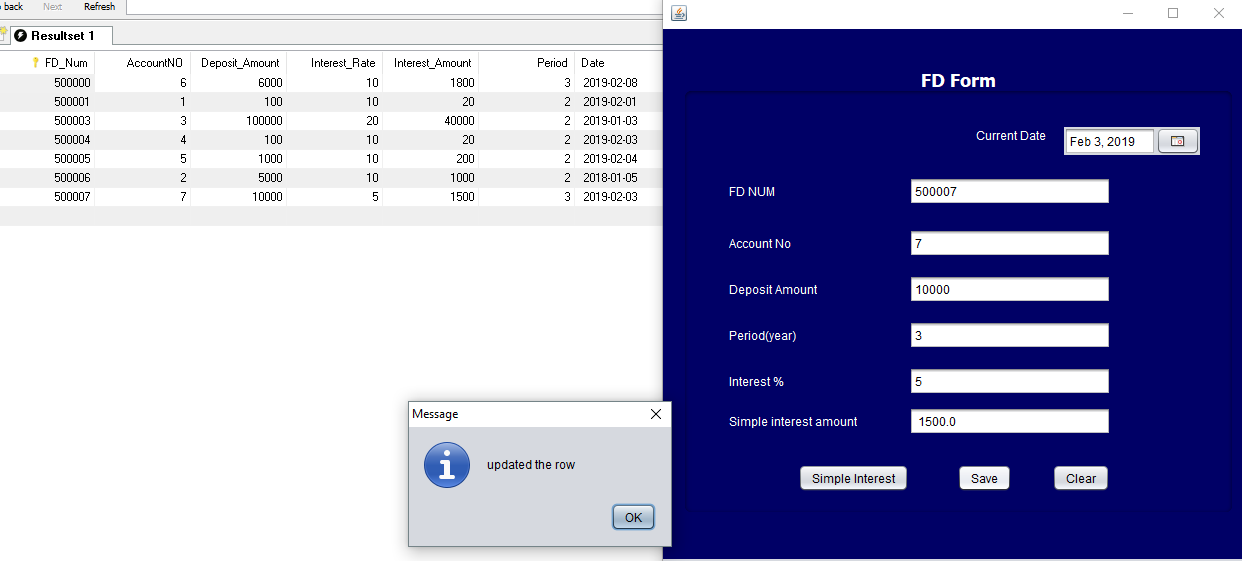 back Next Refresh
Resultset 1
FD_Num AccountNO Deposit_Amount Interest_Rate Interest_Amount Period Date
500000 6 6000 10 1800 3 2019-02-08
500001 1 100 10 20 2 2019-02-01
500003 3 100000 20 40000 2 2019-01-03
500004 4 100 10 20 2 2019-02-03
500005 5 1000 10 200 2 2019-02-04
500006 2 5000 10 1000 2 2018-01-05
500007 7 10000 5 1500 3 2019-02-03
FD Form
Current Date Feb 3, 2019
FD NUM 500007
Account No 7
Deposit Amount 10000
Period(year) 3
Interest % 5
Simple interest amount 1500.0
Simple Interest Save Clear
Message
updated the row
OK